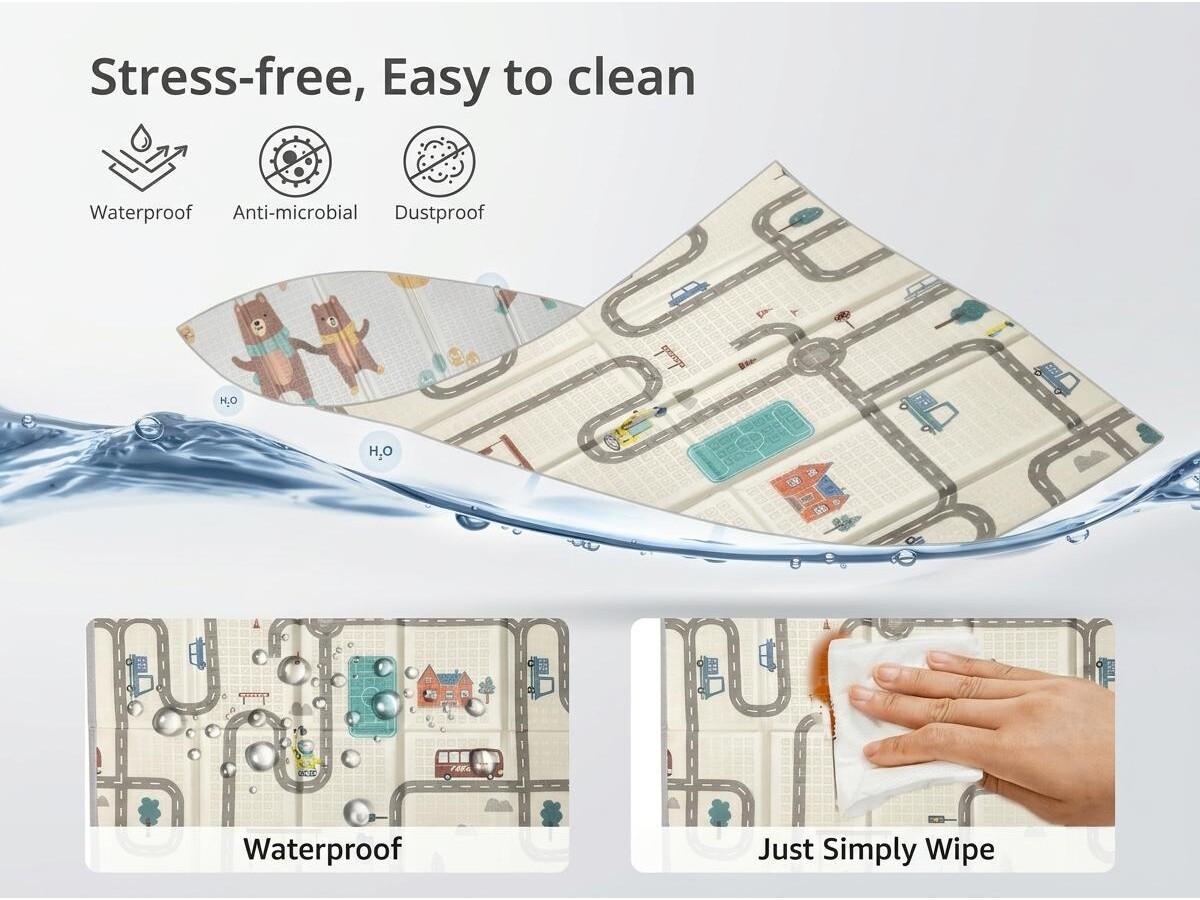 Stress-free, Easy to clean
Waterproof
Anti-microbial
Dustproof
H₂O
H₂O
Waterproof
Just Simply Wipe